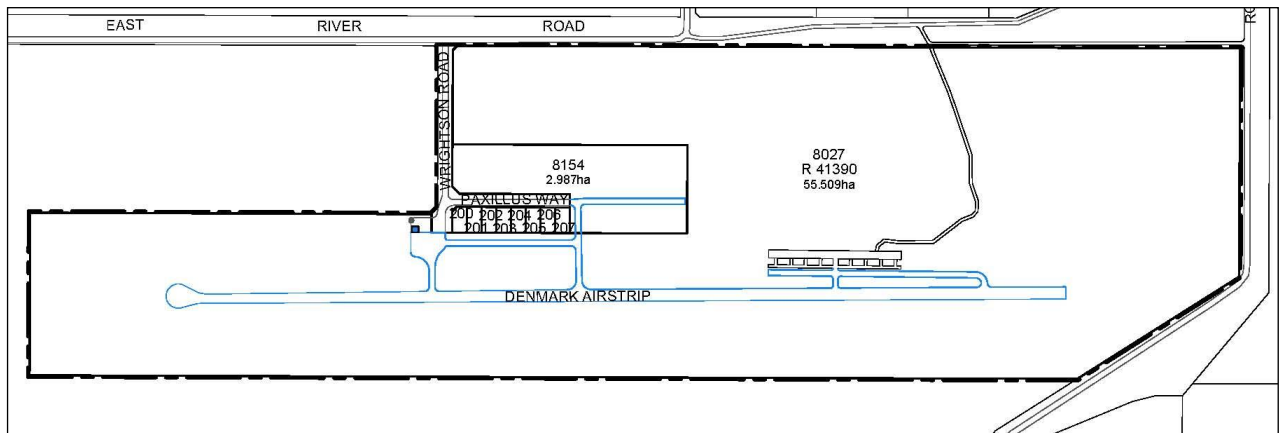 EAST RIVER ROAD
RO
WRIGHTSON ROAD
8154
2.987ha
8027
R 41390
55.509ha
PAXILLUS WAY
200 202 204 206
201 203 205 207
DENMARK AIRSTRIP